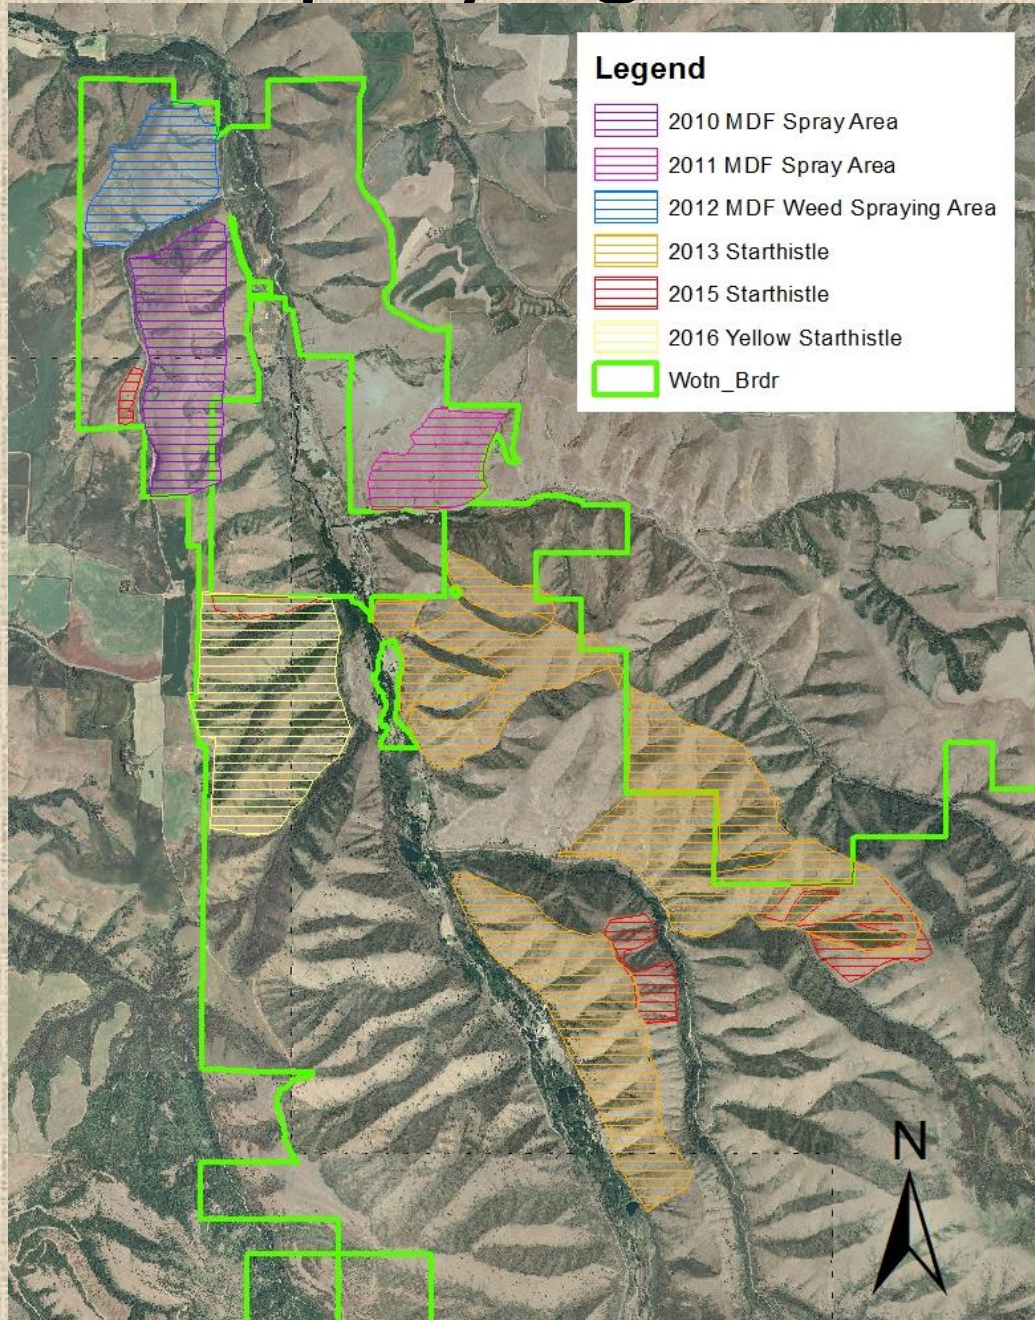 Legend
2010 MDF Spray Area
2011 MDF Spray Area
2012 MDF Weed Spraying Area
2013 Starthistle
2015 Starthistle
2016 Yellow Starthistle
Wotn_Brdr
N